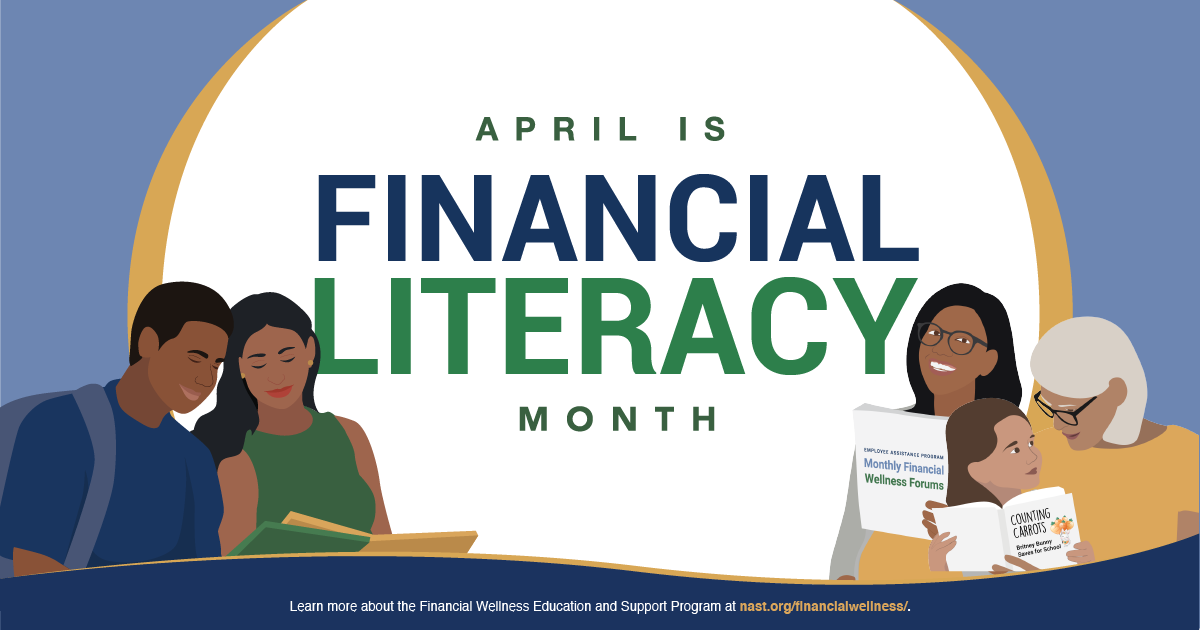 APRIL IS
FINANCIAL
LITERACY
MONTH
EMPLOYEE ASSISTANCE PROGRAM
Monthly Financial
Wellness Forums
COUNTING
CARROTS
Britney Bunny
Saves for School
Learn more about the Financial Wellness Education and Support Program at nast.org/financialwellness/.